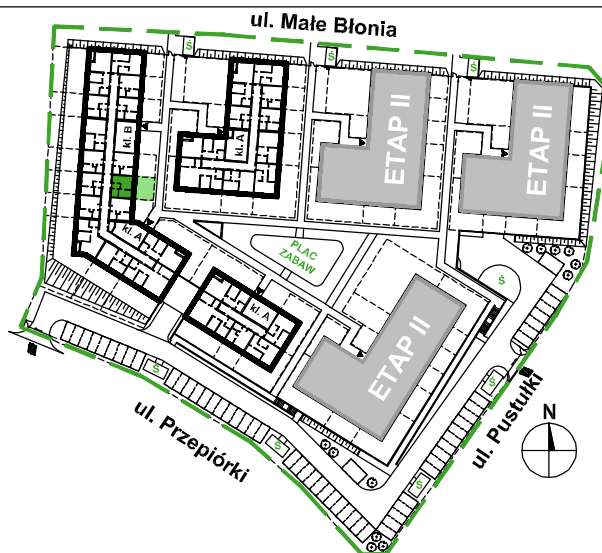 ul. Małe Błonia
Ś
Ś
Ś
kl. B
kl. A
ETAP II
ETAP II
kl. A
PLAC
ZABAW
Ś
kl. A
ETAP II
Ś
Ś
Ś
Ś
ul. Przepiórki
ul. Pustułki
N